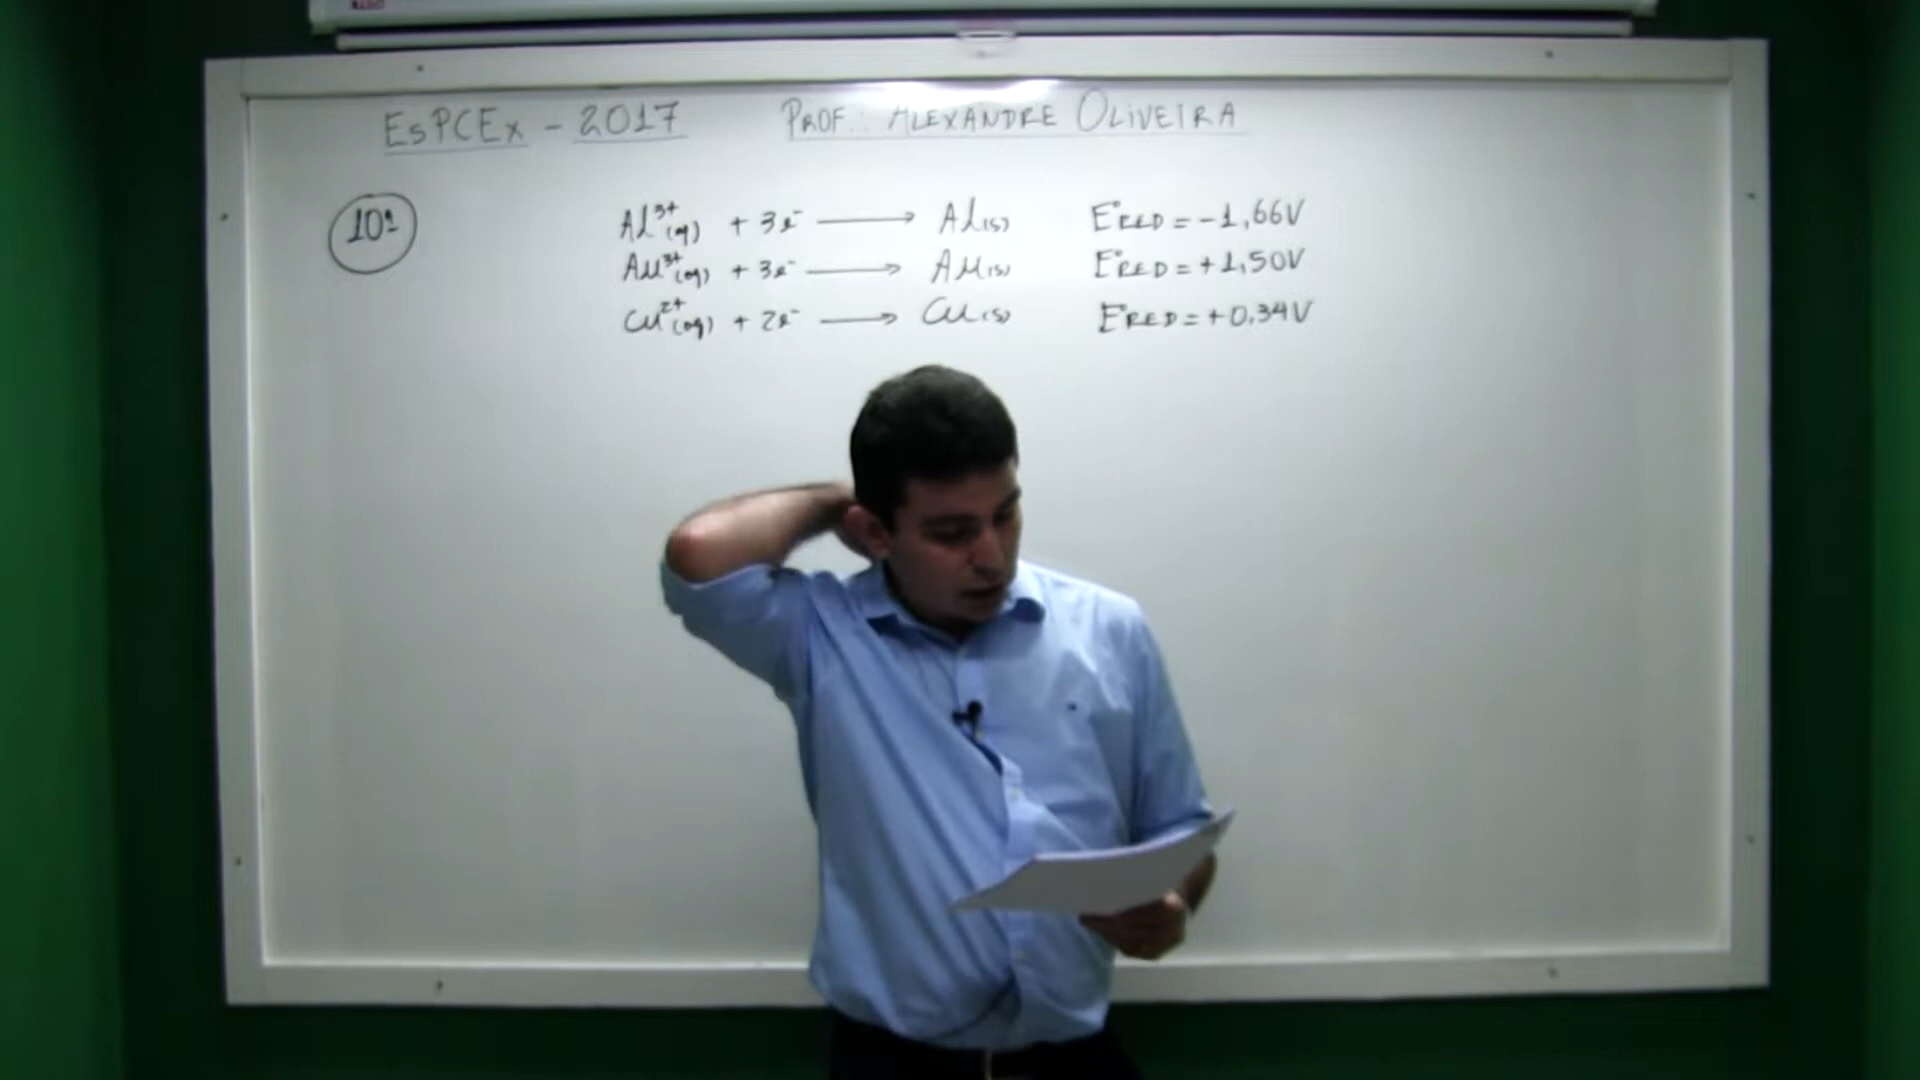 EsPCEx - 2017 PROF.: ALEXANDRE OLIVEIRA
10ª
Al³⁺(aq) + 3e⁻ ⟶ Al(s) E°RED = -1,66V
Au³⁺(aq) + 3e⁻ ⟶ Au(s) E°RED = +1,50V
Cu²⁺(aq) + 2e⁻ ⟶ Cu(s) ERED = +0,34V